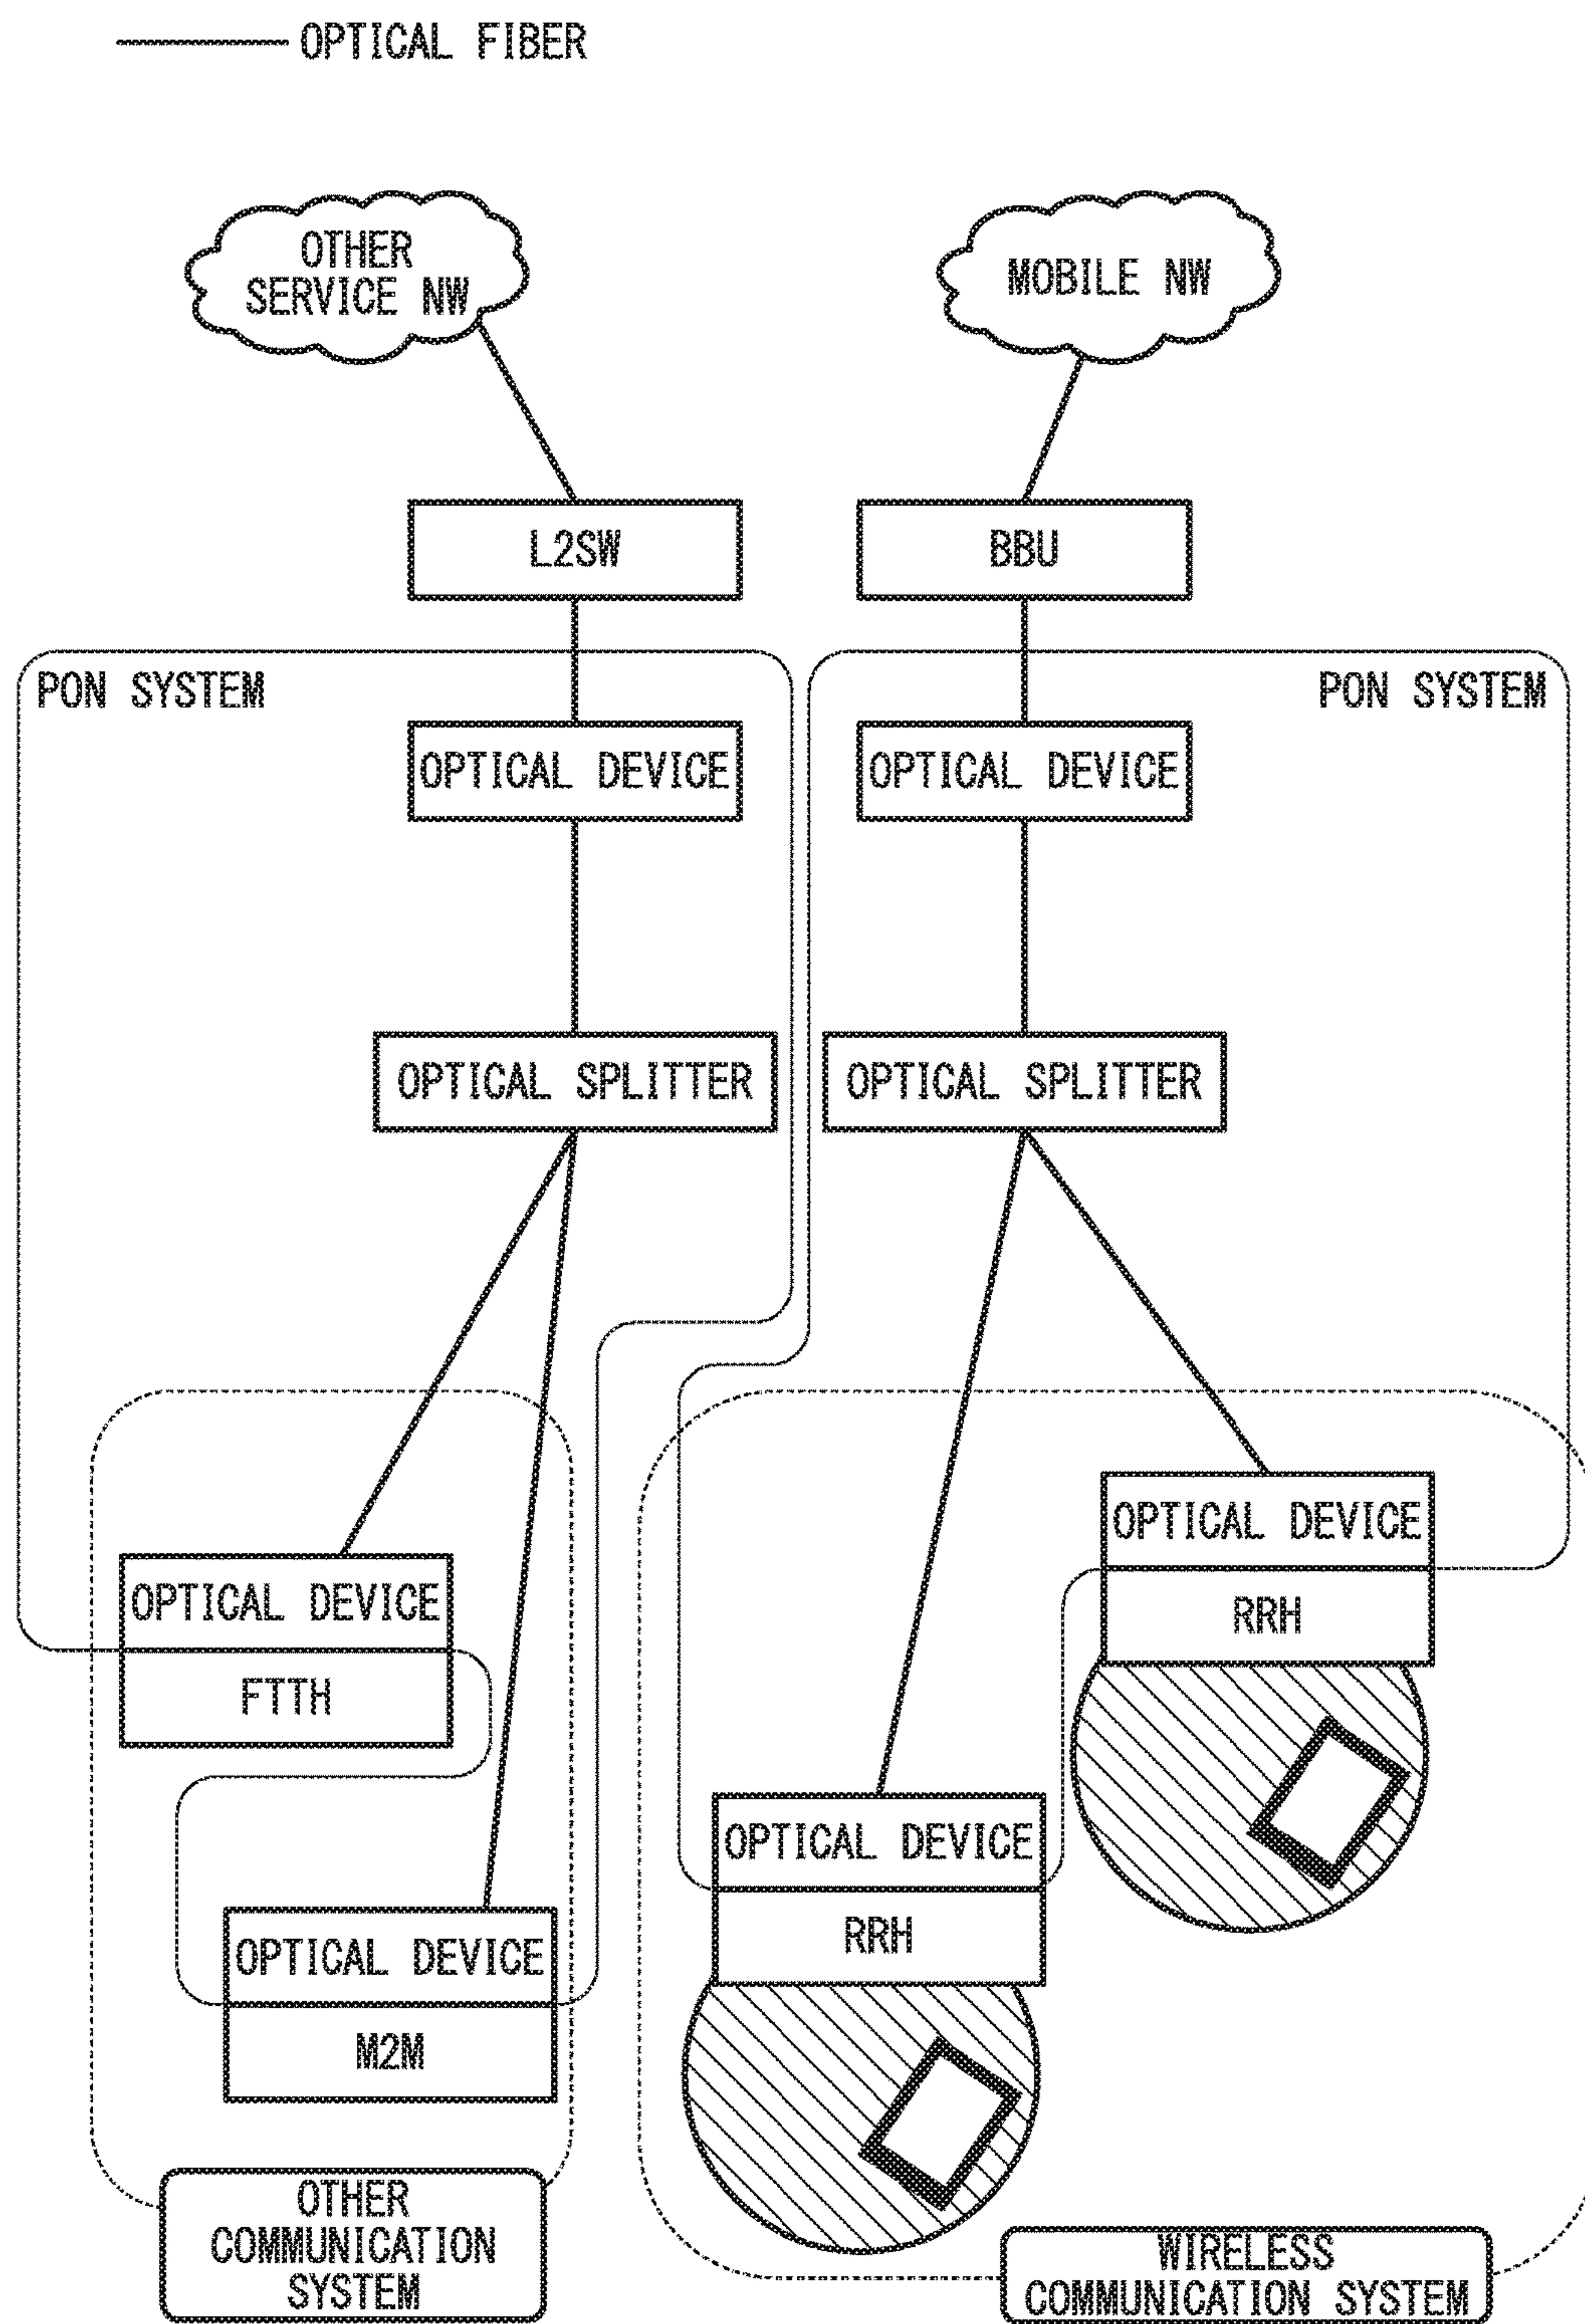 OPTICAL FIBER
OTHER
SERVICE NW
MOBILE NW
L2SW
BBU
PON SYSTEM
PON SYSTEM
OPTICAL DEVICE
OPTICAL DEVICE
OPTICAL SPLITTER
OPTICAL SPLITTER
OPTICAL DEVICE
RRH
OPTICAL DEVICE
FTTH
OPTICAL DEVICE
RRH
OPTICAL DEVICE
M2M
OTHER
COMMUNICATION
SYSTEM
WIRELESS
COMMUNICATION SYSTEM